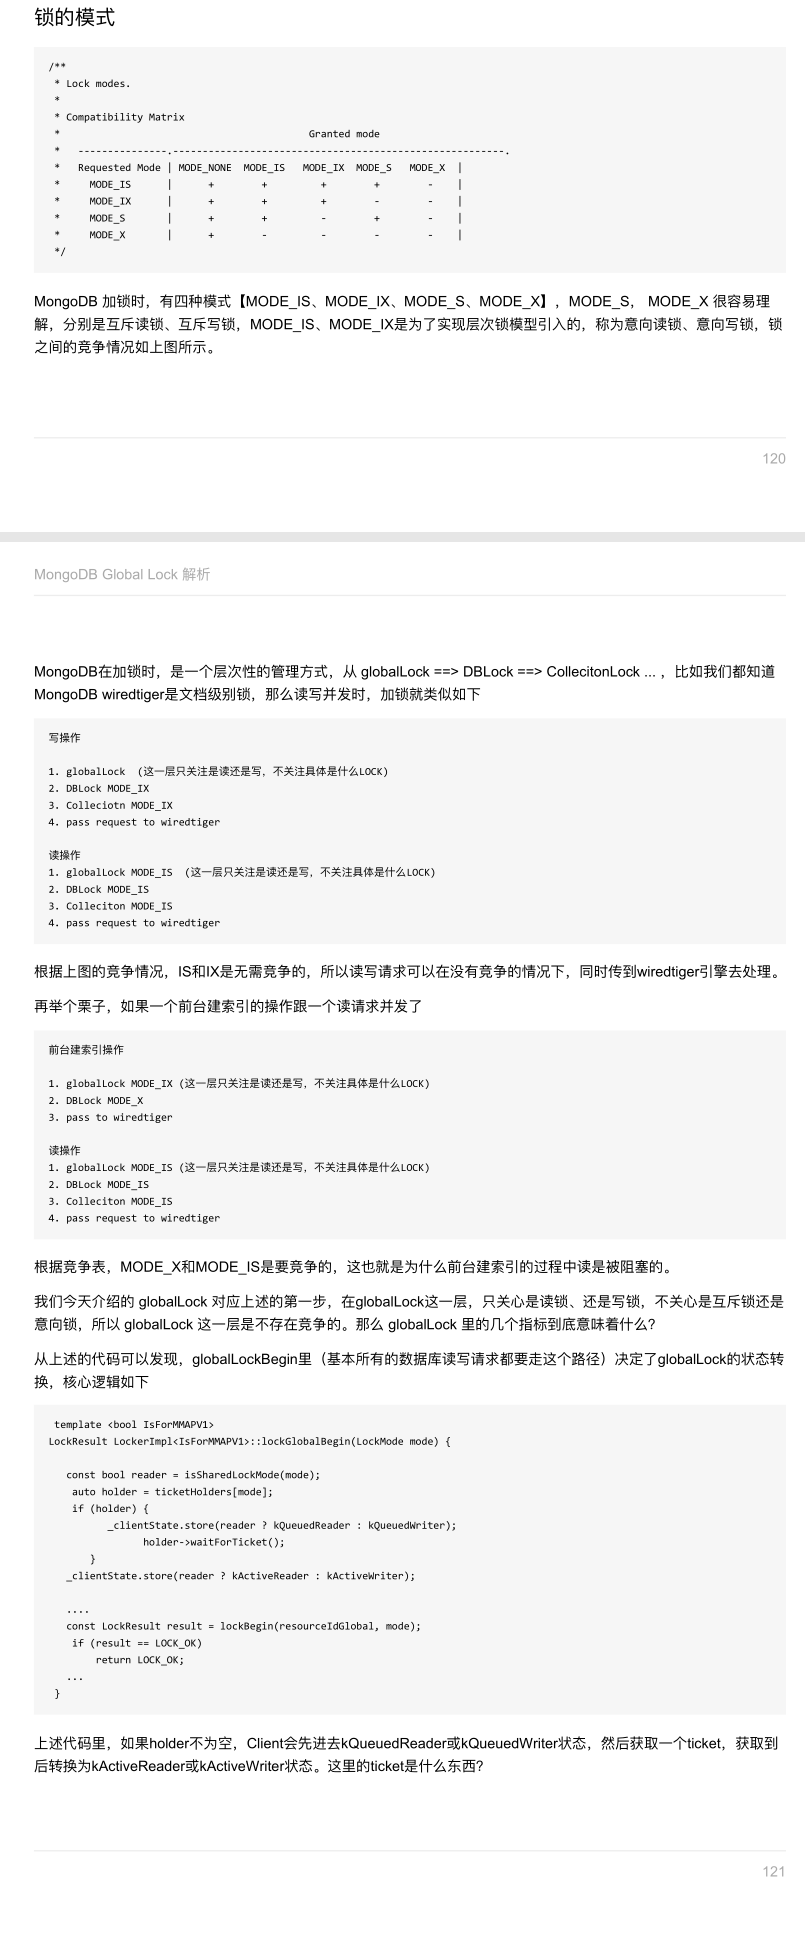 锁的模式
/**
 * Lock modes.
 *
 * Compatibility Matrix
 *                                          Granted mode
 *   ---------------.--------------------------------------------------------.
 *   Requested Mode | MODE_NONE  MODE_IS   MODE_IX  MODE_S   MODE_X  |
 *     MODE_IS      |      +        +         +        +        -    |
 *     MODE_IX      |      +        +         +        -        -    |
 *     MODE_S       |      +        +         -        +        -    |
 *     MODE_X       |      +        -         -        -        -    |
 */
MongoDB 加锁时，有四种模式【MODE_IS、MODE_IX、MODE_S、MODE_X】，MODE_S， MODE_X 很容易理
解，分别是互斥读锁、互斥写锁，MODE_IS、MODE_IX是为了实现层次锁模型引入的，称为意向读锁、意向写锁，锁
之间的竞争情况如上图所示。
120
MongoDB Global Lock 解析
MongoDB在加锁时，是一个层次性的管理方式，从 globalLock ==> DBLock ==> CollecitonLock ... ，比如我们都知道
MongoDB wiredtiger是文档级别锁，那么读写并发时，加锁就类似如下
写操作
1. globalLock  (这一层只关注是读还是写，不关注具体是什么LOCK)
2. DBLock MODE_IX
3. Colleciotn MODE_IX
4. pass request to wiredtiger
读操作
1. globalLock MODE_IS  (这一层只关注是读还是写，不关注具体是什么LOCK)
2. DBLock MODE_IS
3. Colleciton MODE_IS
4. pass request to wiredtiger
根据上图的竞争情况，IS和IX是无需竞争的，所以读写请求可以在没有竞争的情况下，同时传到wiredtiger引擎去处理。
再举个栗子，如果一个前台建索引的操作跟一个读请求并发了
前台建索引操作
1. globalLock MODE_IX (这一层只关注是读还是写，不关注具体是什么LOCK)
2. DBLock MODE_X
3. pass to wiredtiger
读操作
1. globalLock MODE_IS (这一层只关注是读还是写，不关注具体是什么LOCK)
2. DBLock MODE_IS
3. Colleciton MODE_IS
4. pass request to wiredtiger
根据竞争表，MODE_X和MODE_IS是要竞争的，这也就是为什么前台建索引的过程中读是被阻塞的。
我们今天介绍的 globalLock 对应上述的第一步，在globalLock这一层，只关心是读锁、还是写锁，不关心是互斥锁还是
意向锁，所以 globalLock 这一层是不存在竞争的。那么 globalLock 里的几个指标到底意味着什么?
从上述的代码可以发现，globalLockBegin里（基本所有的数据库读写请求都要走这个路径）决定了globalLock的状态转
换，核心逻辑如下
 template <bool IsForMMAPV1>
LockResult LockerImpl<IsForMMAPV1>::lockGlobalBegin(LockMode mode) {
   const bool reader = isSharedLockMode(mode);
    auto holder = ticketHolders[mode];
    if (holder) {
          _clientState.store(reader ? kQueuedReader : kQueuedWriter);
                holder->waitForTicket();
       }
   _clientState.store(reader ? kActiveReader : kActiveWriter);
   ....
   const LockResult result = lockBegin(resourceIdGlobal, mode);
    if (result == LOCK_OK)
        return LOCK_OK;
   ...
 }
上述代码里，如果holder不为空，Client会先进去kQueuedReader或kQueuedWriter状态，然后获取一个ticket，获取到
后转换为kActiveReader或kActiveWriter状态。这里的ticket是什么东西?
121